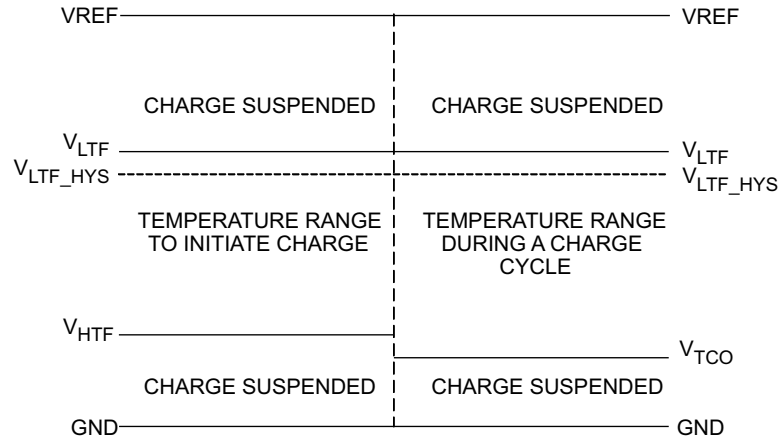 VREF VREF
CHARGE SUSPENDED CHARGE SUSPENDED
VLTF VLTF
VLTF_HYS VLTF_HYS
TEMPERATURE RANGE TEMPERATURE RANGE
TO INITIATE CHARGE DURING A CHARGE
CYCLE
VHTF
VTCO
CHARGE SUSPENDED CHARGE SUSPENDED
GND GND